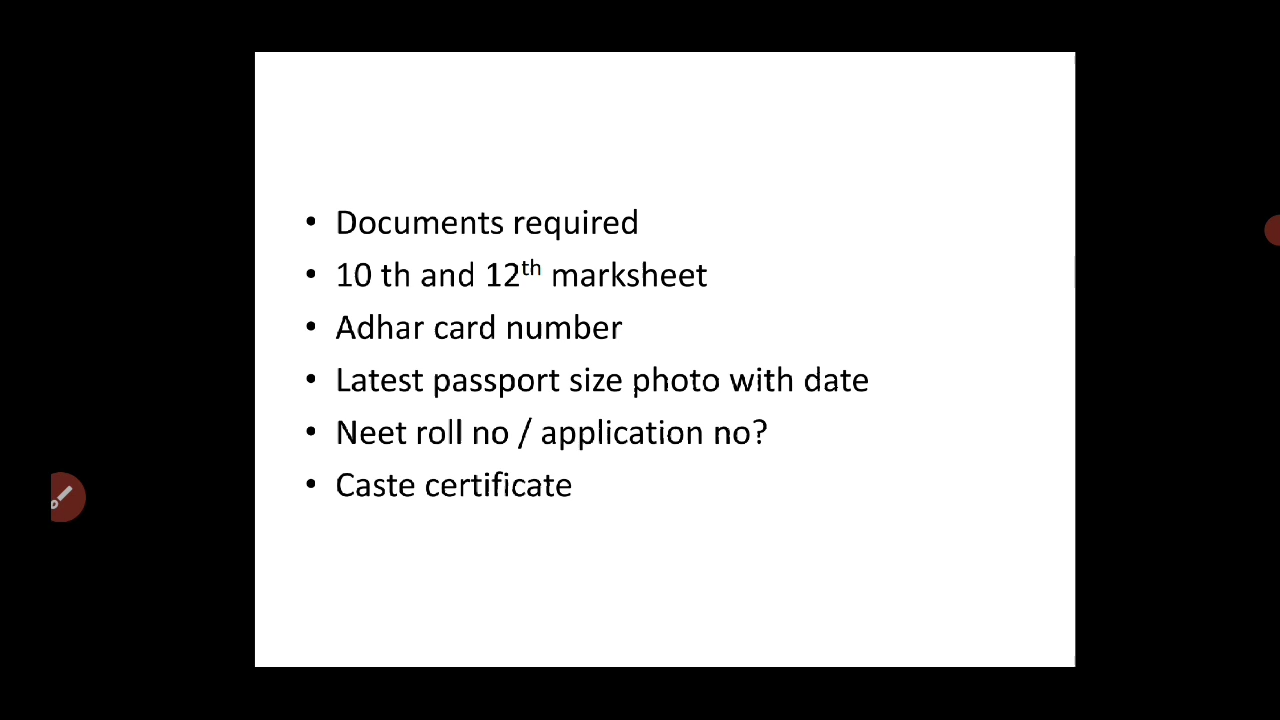 • Documents required
• 10 th and 12th marksheet
• Adhar card number
• Latest passport size photo with date
• Neet roll no / application no?
• Caste certificate